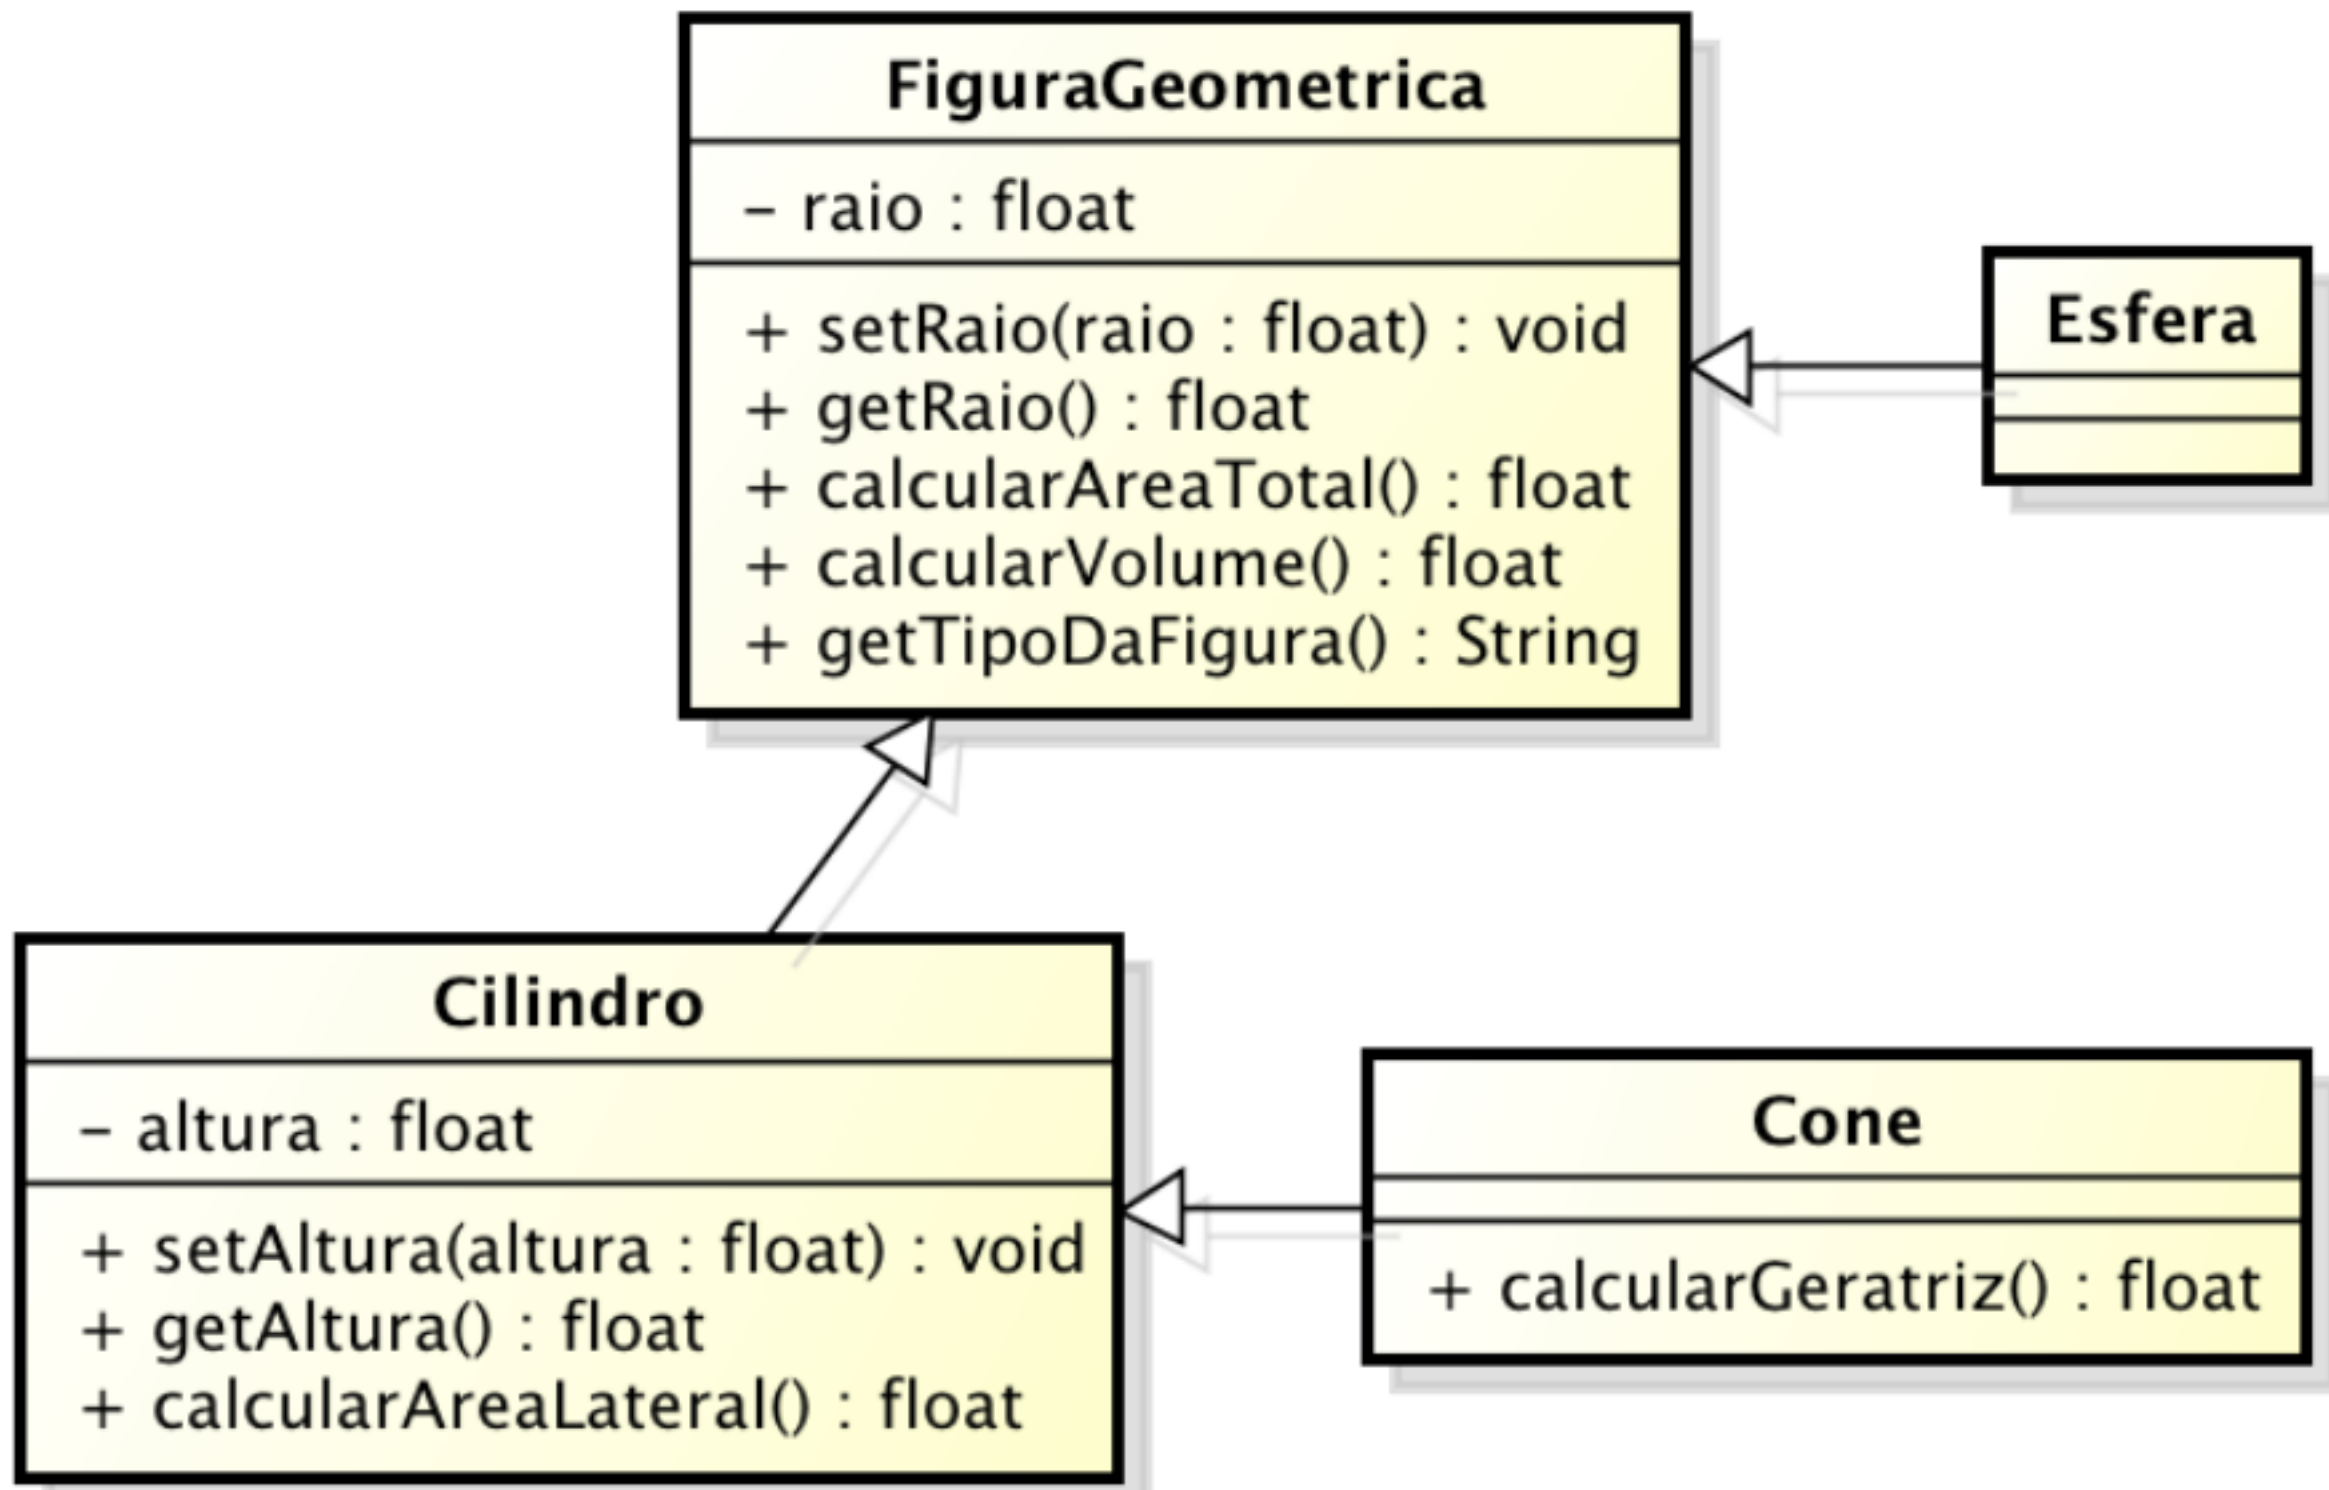 FiguraGeometrica
- raio : float
+ setRaio(raio : float) : void
+ getRaio() : float
+ calcularAreaTotal() : float
+ calcularVolume() : float
+ getTipoDaFigura() : String
Esfera
Cilindro
- altura : float
+ setAltura(altura : float) : void
+ getAltura() : float
+ calcularAreaLateral() : float
Cone
+ calcularGeratriz() : float